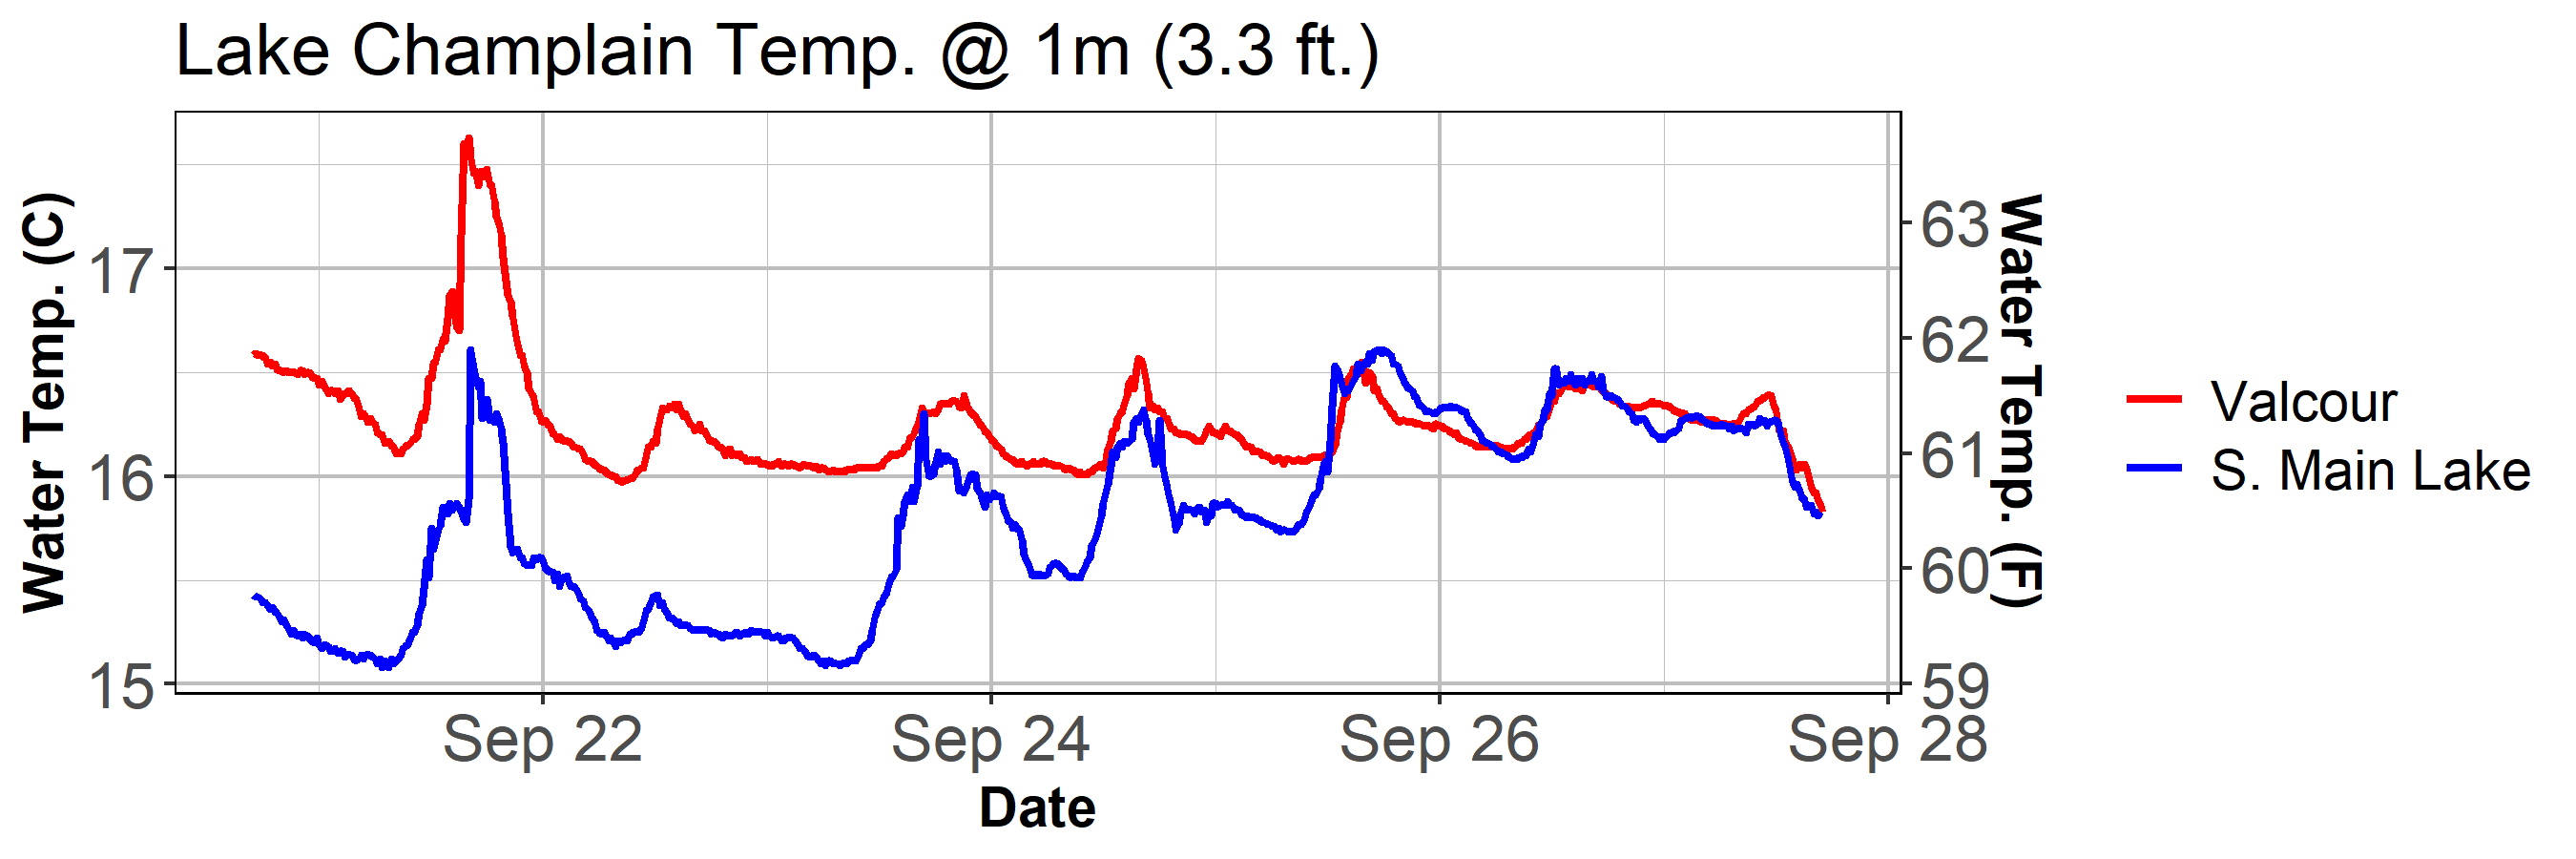 Lake Champlain Temp. @ 1m (3.3 ft.)
Water Temp. (C)
17
16
15
63
62
61
60
59
Water Temp. (F)
Sep 22 Sep 24 Sep 26 Sep 28
Date
Valcour
S. Main Lake